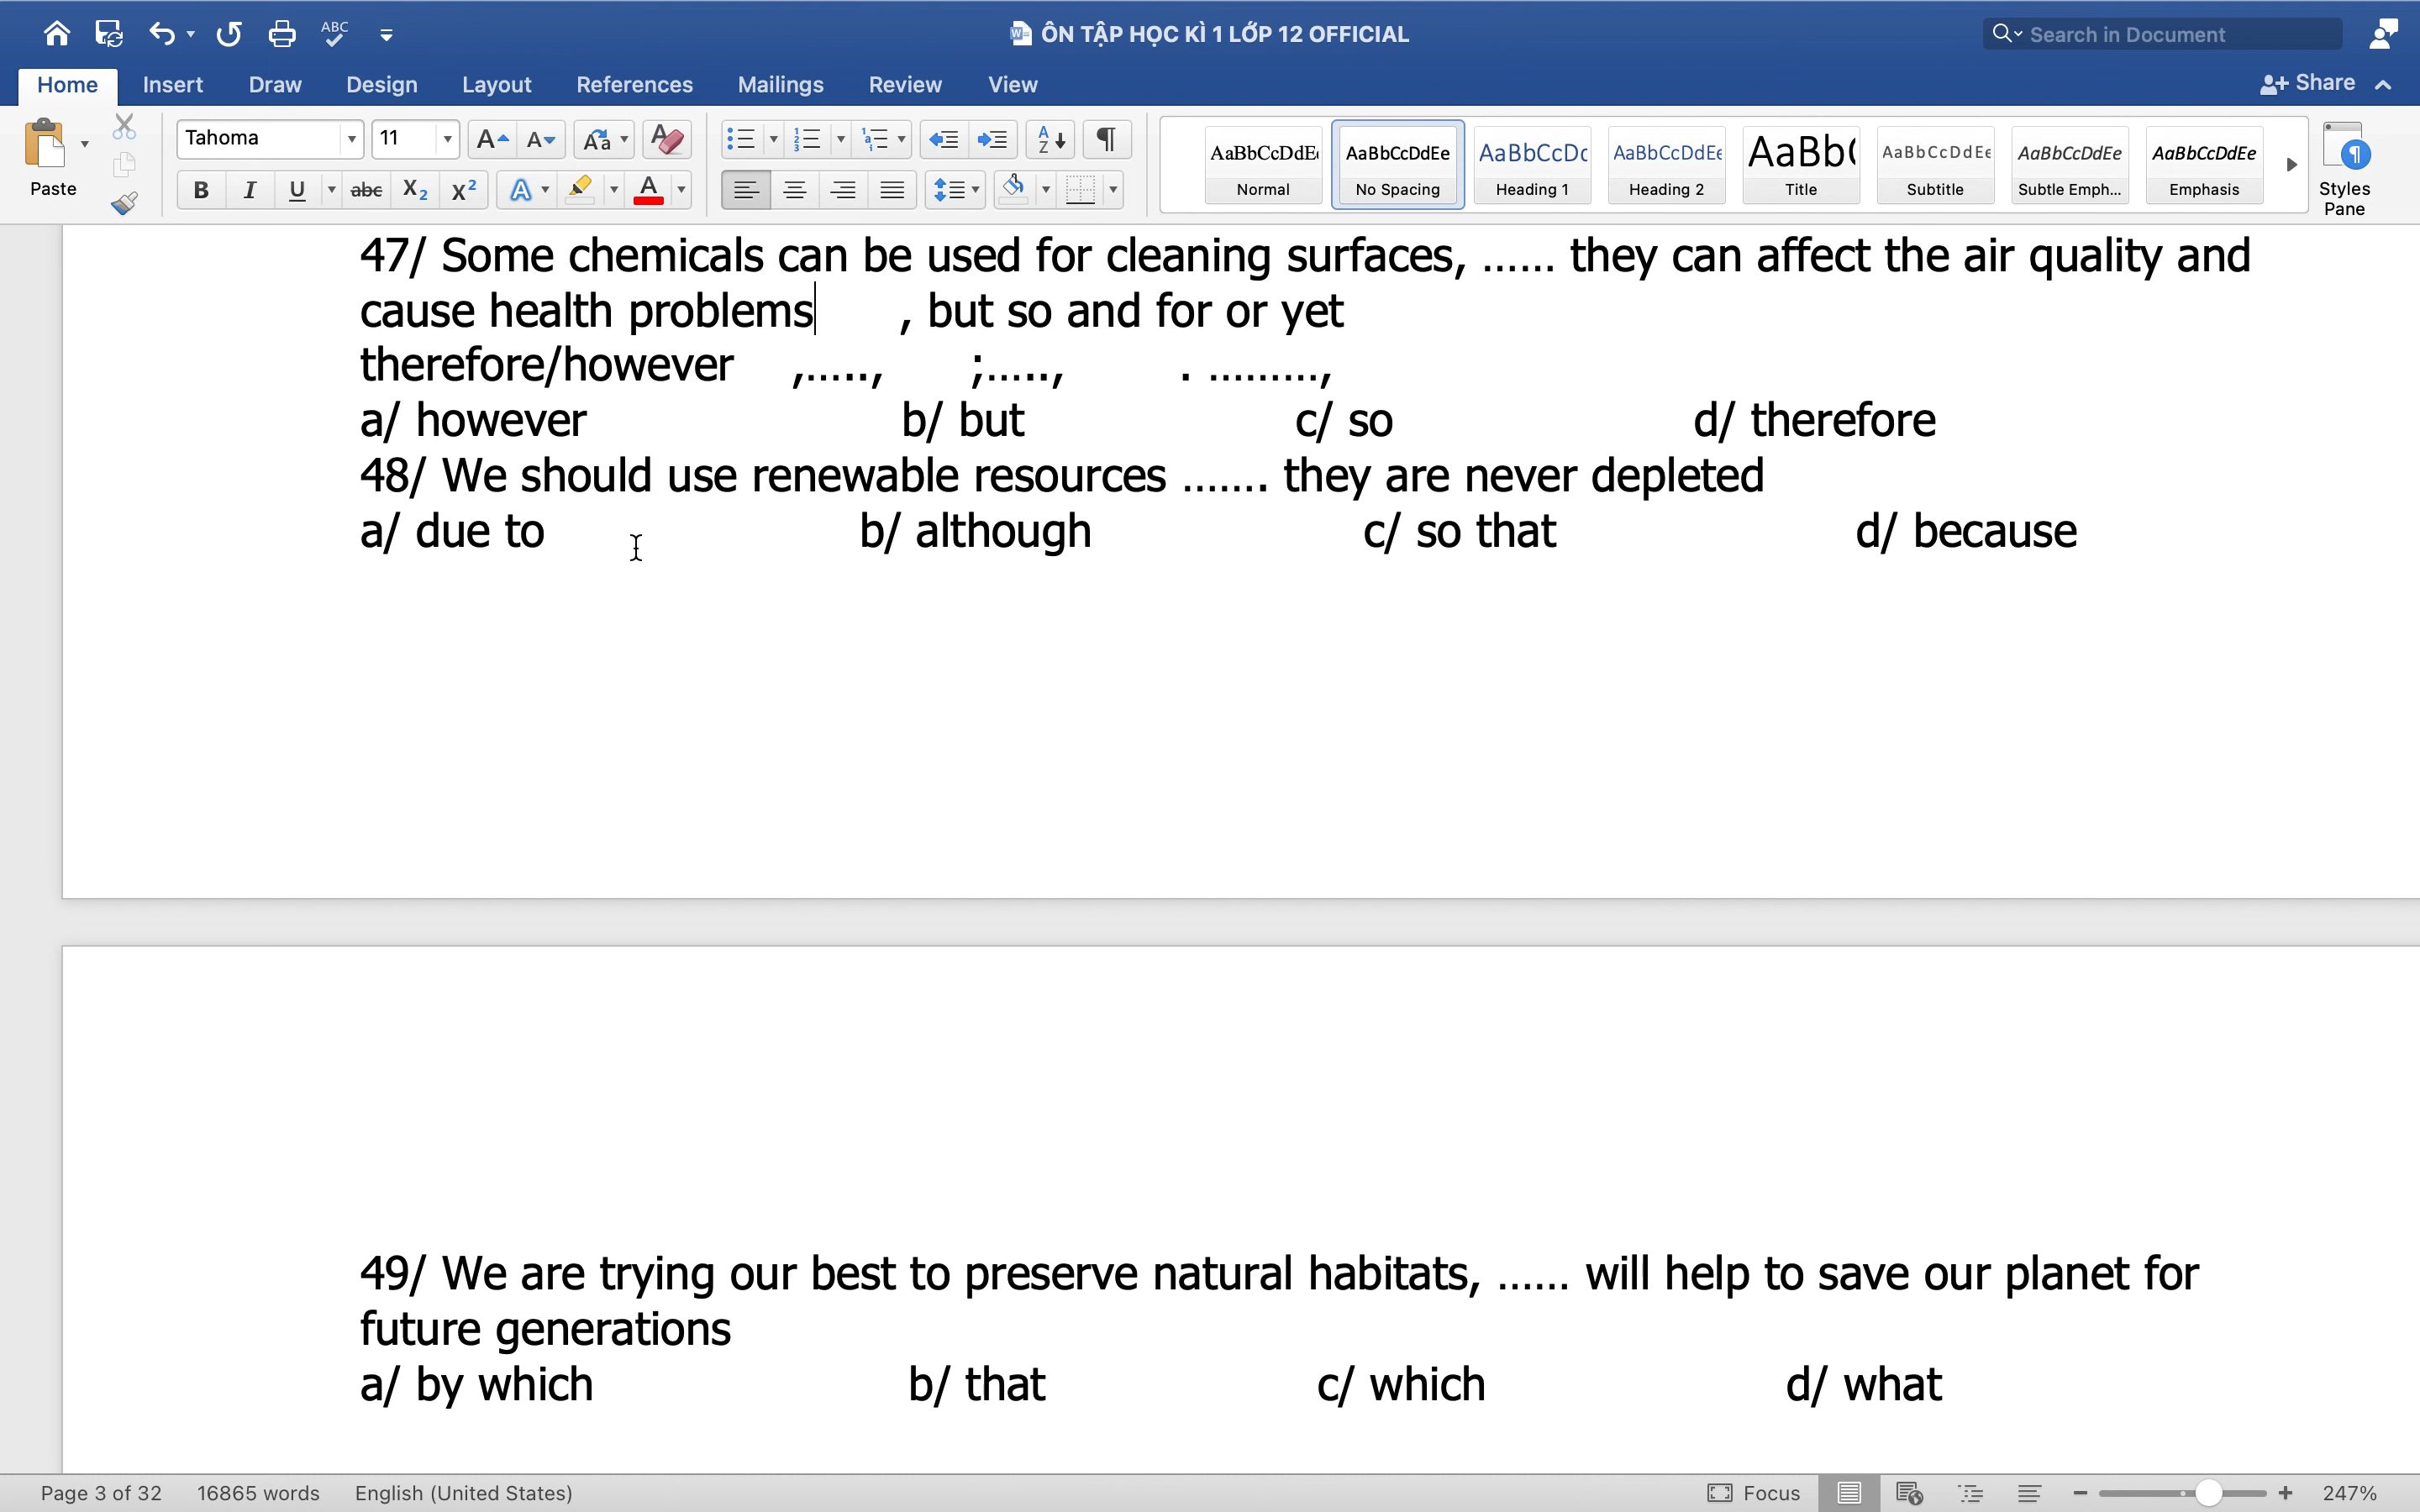 ABC
ÔN TẬP HỌC KÌ 1 LỚP 12 OFFICIAL
Search in Document
Home Insert Draw Design Layout References Mailings Review View Share
Paste
Tahoma 11
AaBbCcDdEe AaBbCcDdEe AaBbCcDc AaBbCcDdEe AaBb( AaBbCcDdEe AaBbCcDdEe AaBbCcDdEe
Normal No Spacing Heading 1 Heading 2 Title Subtitle Subtle Emph... Emphasis
Styles
Pane
B I U abc X2 X2 A A
47/ Some chemicals can be used for cleaning surfaces, ...... they can affect the air quality and
cause health problems , but so and for or yet
therefore/however ,....., ;....., . .........,
a/ however b/ but c/ so d/ therefore
48/ We should use renewable resources ....... they are never depleted
a/ due to b/ although c/ so that d/ because
49/ We are trying our best to preserve natural habitats, ...... will help to save our planet for
future generations
a/ by which b/ that c/ which d/ what
Page 3 of 32 16865 words English (United States) Focus 247%